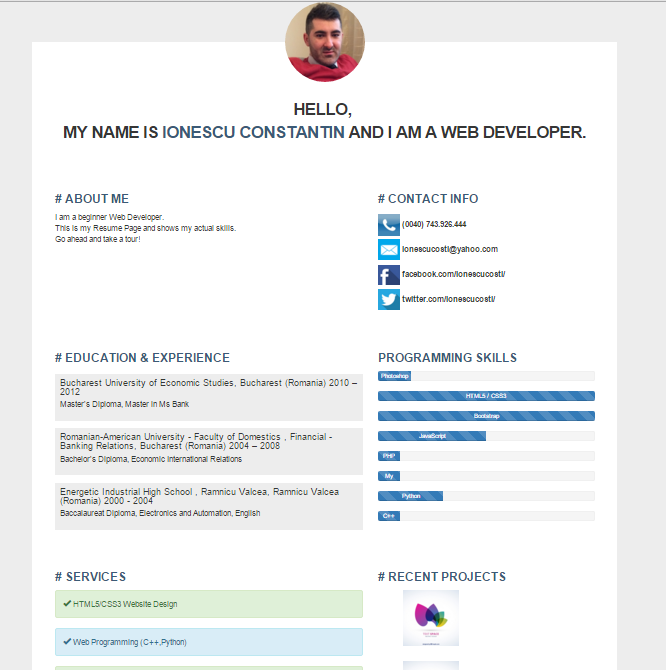 HELLO,
MY NAME IS IONESCU CONSTANTIN AND I AM A WEB DEVELOPER.
# ABOUT ME
I am a beginner Web Developer.
This is my Resume Page and shows my actual skills.
Go ahead and take a tour!
# CONTACT INFO
(0040) 743.926.444
ionescucosti@yahoo.com
facebook.com/ionescucosti/
twitter.com/ionescucosti/
# EDUCATION & EXPERIENCE
Bucharest University of Economic Studies, Bucharest (Romania) 2010 –
2012
Master's Diploma, Master in Ms Bank
Romanian-American University - Faculty of Domestics , Financial -
Banking Relations, Bucharest (Romania) 2004 – 2008
Bachelor's Diploma, Economic International Relations
Energetic Industrial High School , Ramnicu Valcea, Ramnicu Valcea
(Romania) 2000 - 2004
Baccalaureat Diploma, Electronics and Automation, English
PROGRAMMING SKILLS
Photoshop
HTML5 / CSS3
Bootstrap
JavaScript
PHP
My
Python
C++
# SERVICES
HTML5/CSS3 Website Design
Web Programming (C++,Python)
# RECENT PROJECTS